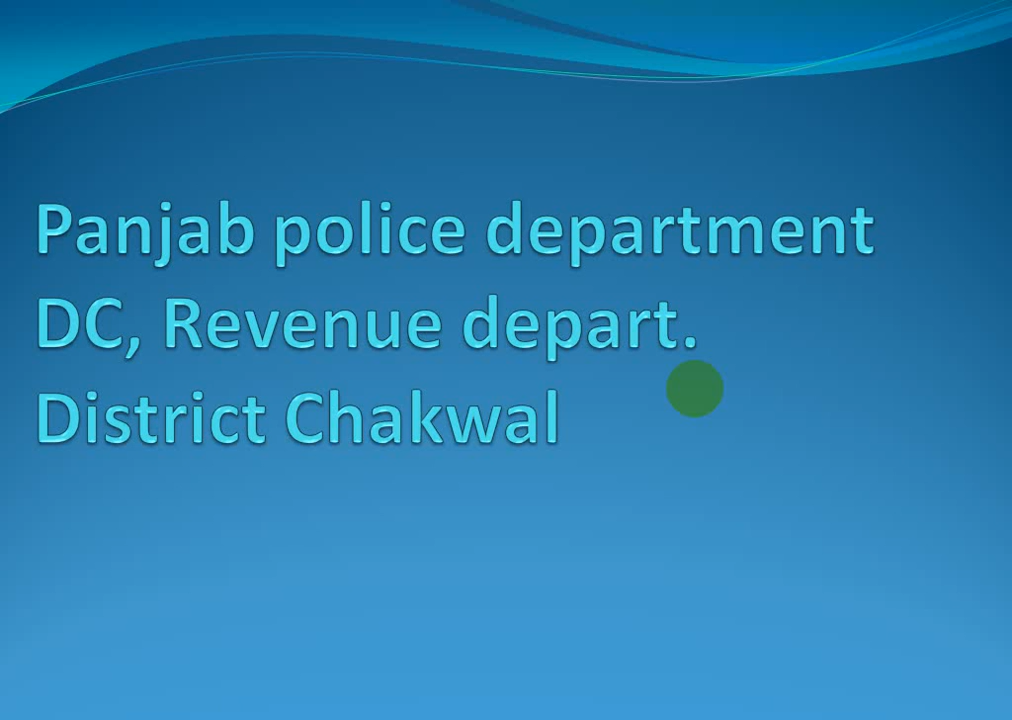 Panjab police department
DC, Revenue depart.
District Chakwal